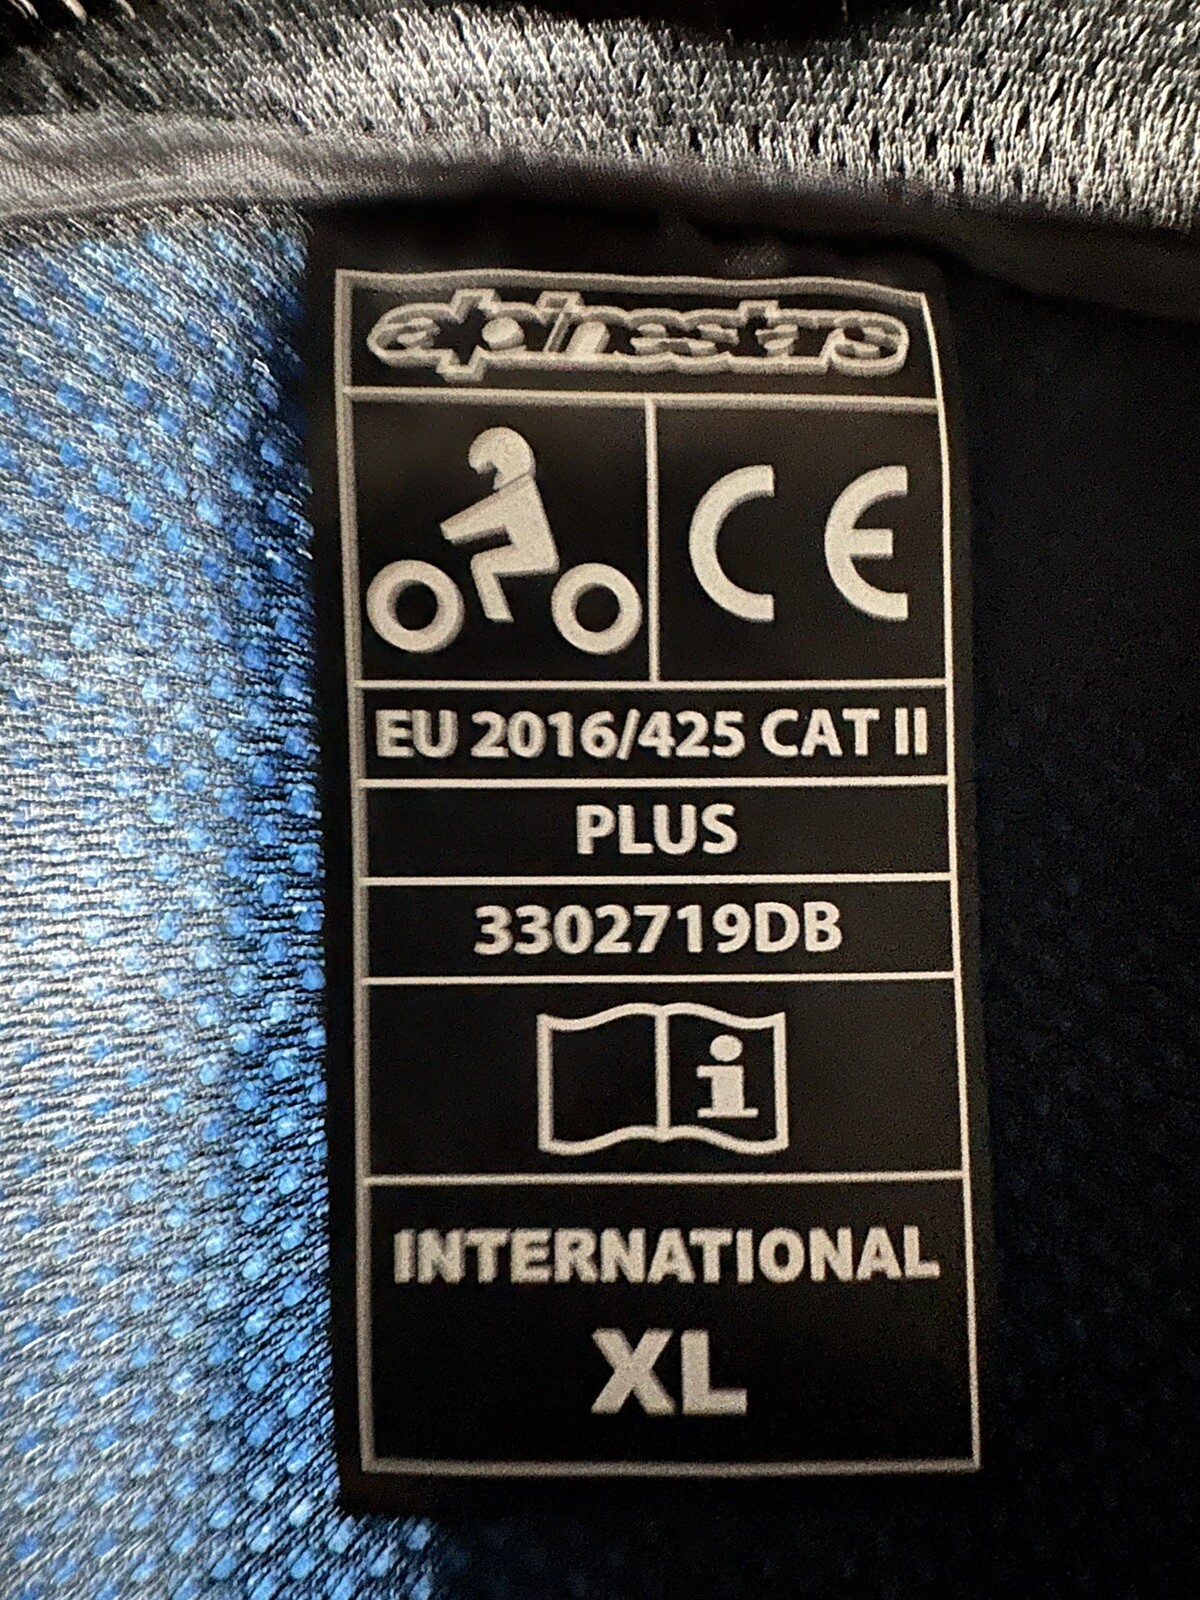 alpinestars
CE
EU 2016/425 CAT II
PLUS
3302719DB
i
INTERNATIONAL
XL